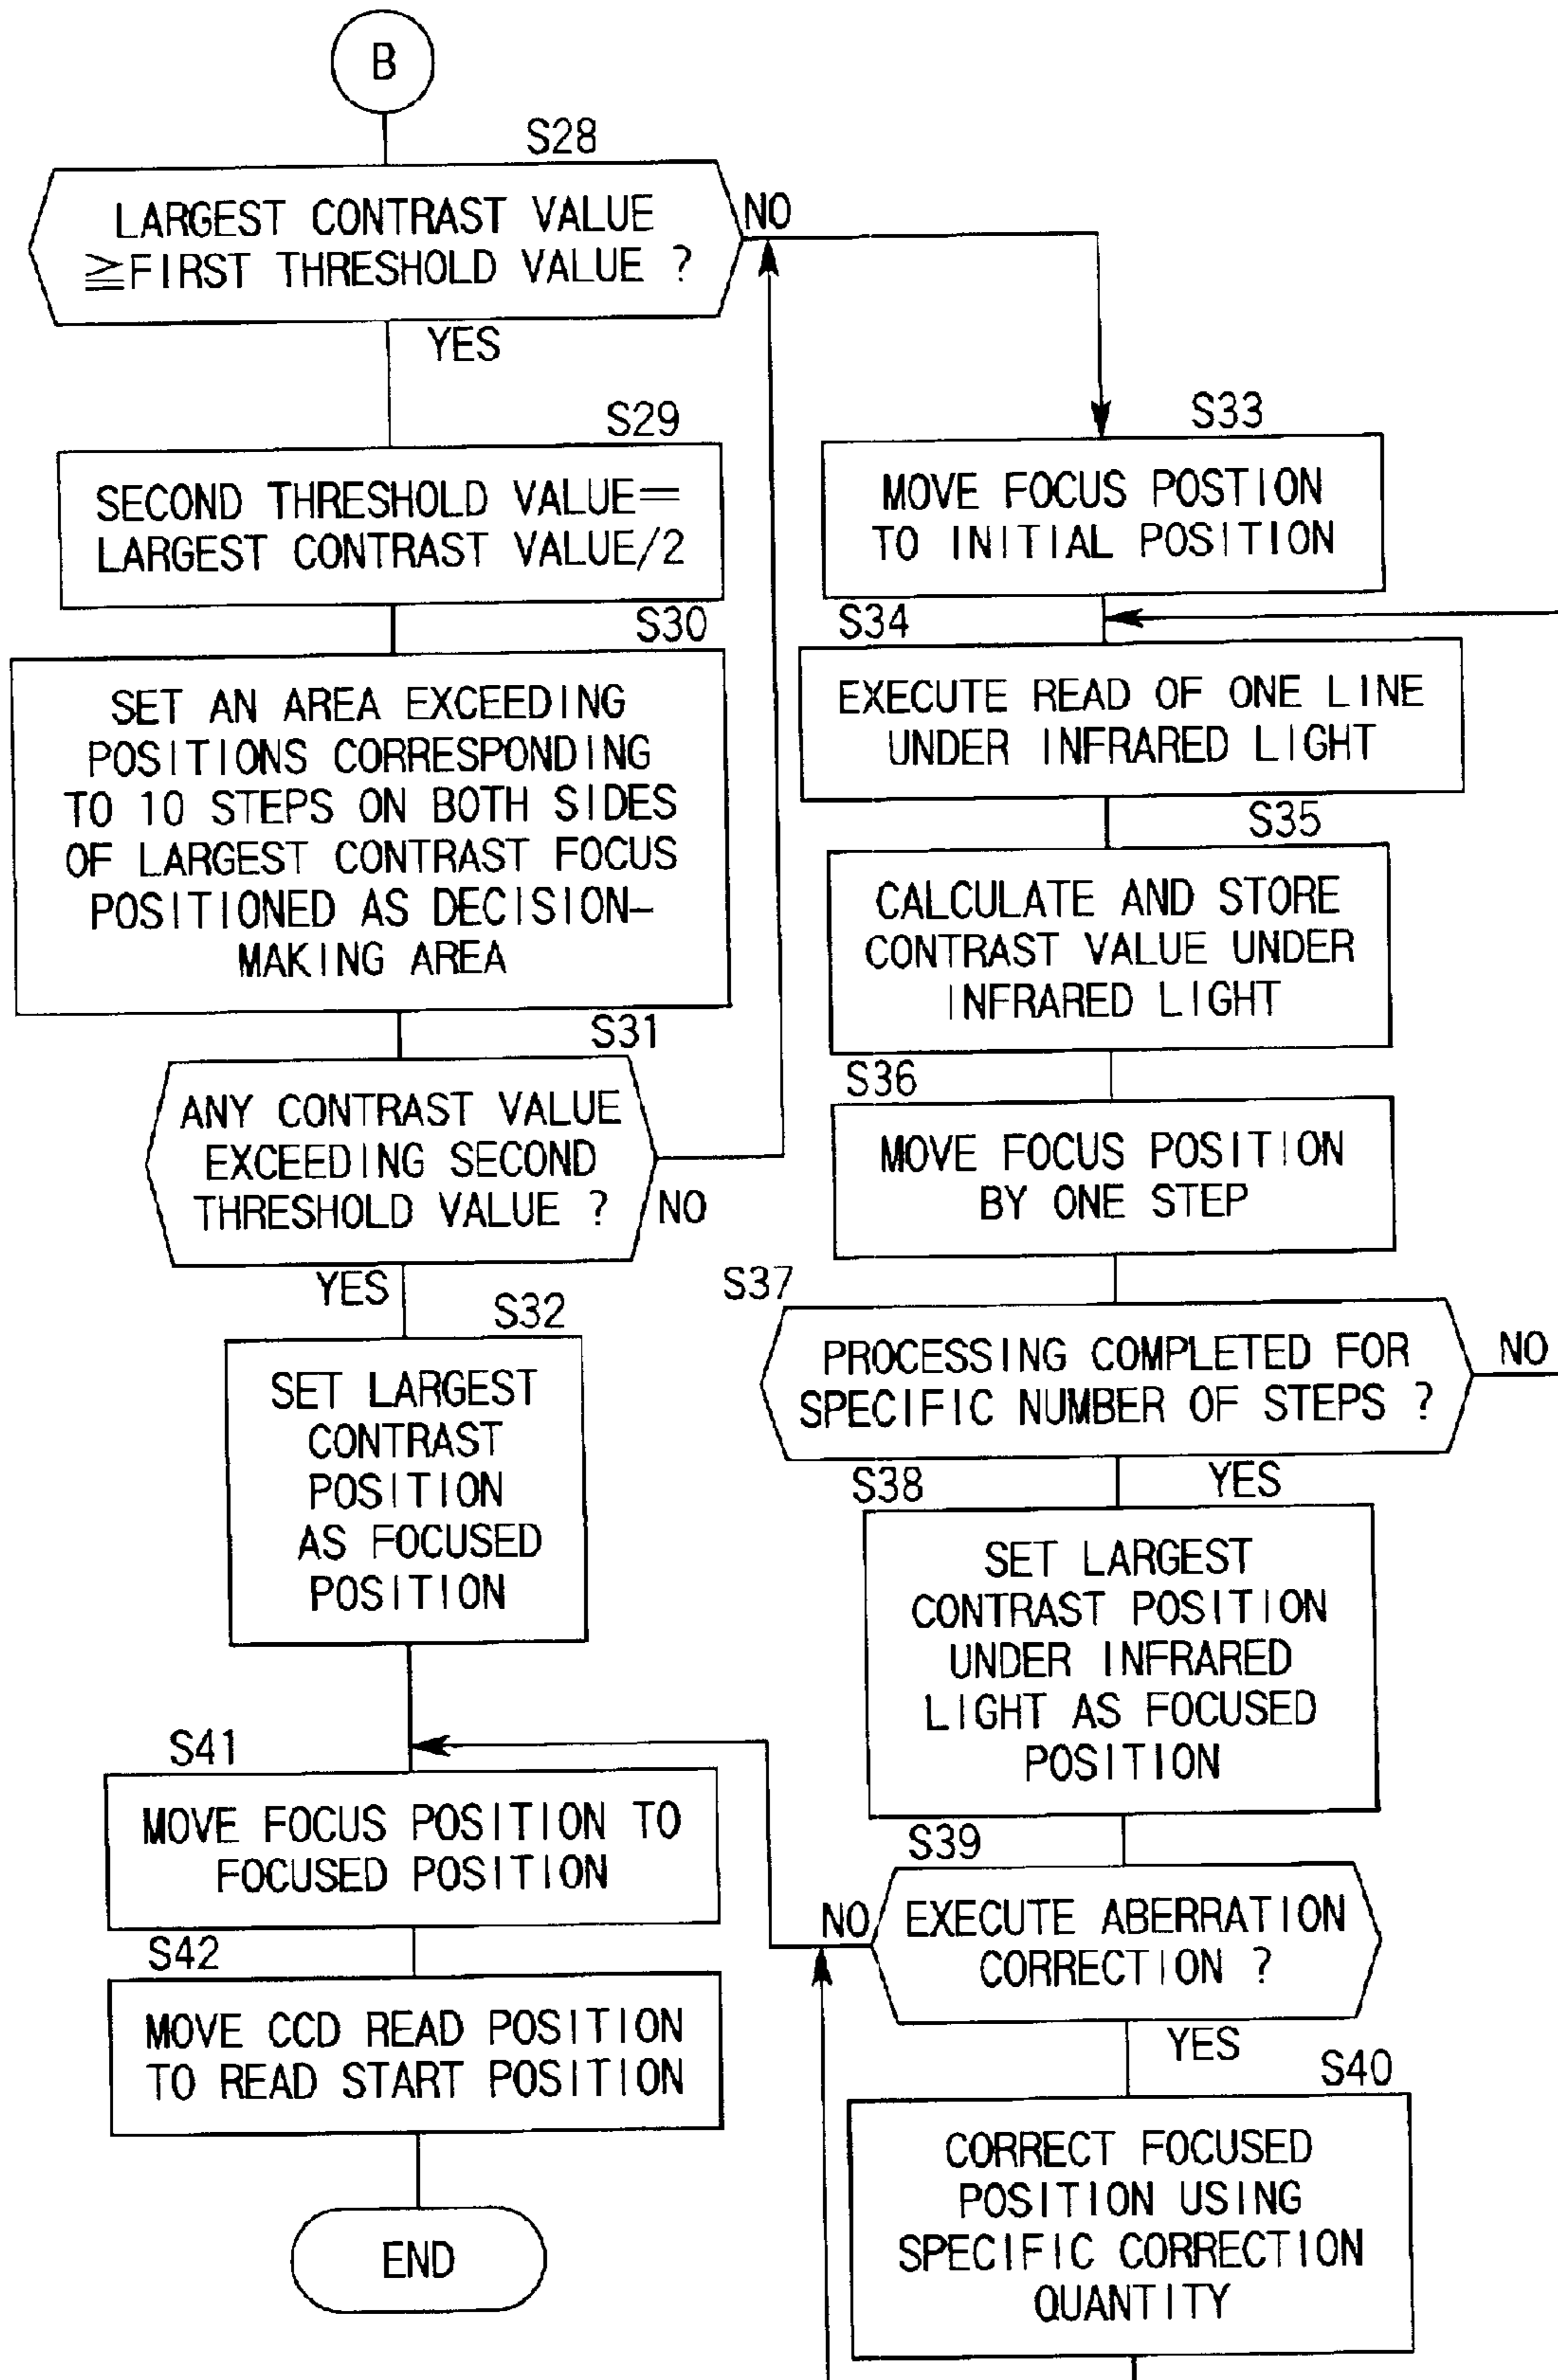 B
S28
LARGEST CONTRAST VALUE
≧FIRST THRESHOLD VALUE ?
NO
YES
S29
SECOND THRESHOLD VALUE=
LARGEST CONTRAST VALUE/2
S30
SET AN AREA EXCEEDING
POSITIONS CORRESPONDING
TO 10 STEPS ON BOTH SIDES
OF LARGEST CONTRAST FOCUS
POSITIONED AS DECISION-
MAKING AREA
S31
ANY CONTRAST VALUE
EXCEEDING SECOND
THRESHOLD VALUE ?
NO
YES
S32
SET LARGEST
CONTRAST
POSITION
AS FOCUSED
POSITION
S33
MOVE FOCUS POSTION
TO INITIAL POSITION
S34
EXECUTE READ OF ONE LINE
UNDER INFRARED LIGHT
S35
CALCULATE AND STORE
CONTRAST VALUE UNDER
INFRARED LIGHT
S36
MOVE FOCUS POSITION
BY ONE STEP
S37
PROCESSING COMPLETED FOR
SPECIFIC NUMBER OF STEPS ?
NO
YES
S38
SET LARGEST
CONTRAST POSITION
UNDER INFRARED
LIGHT AS FOCUSED
POSITION
S39
NO
EXECUTE ABERRATION
CORRECTION ?
YES
S40
CORRECT FOCUSED
POSITION USING
SPECIFIC CORRECTION
QUANTITY
S41
MOVE FOCUS POSITION TO
FOCUSED POSITION
S42
MOVE CCD READ POSITION
TO READ START POSITION
END